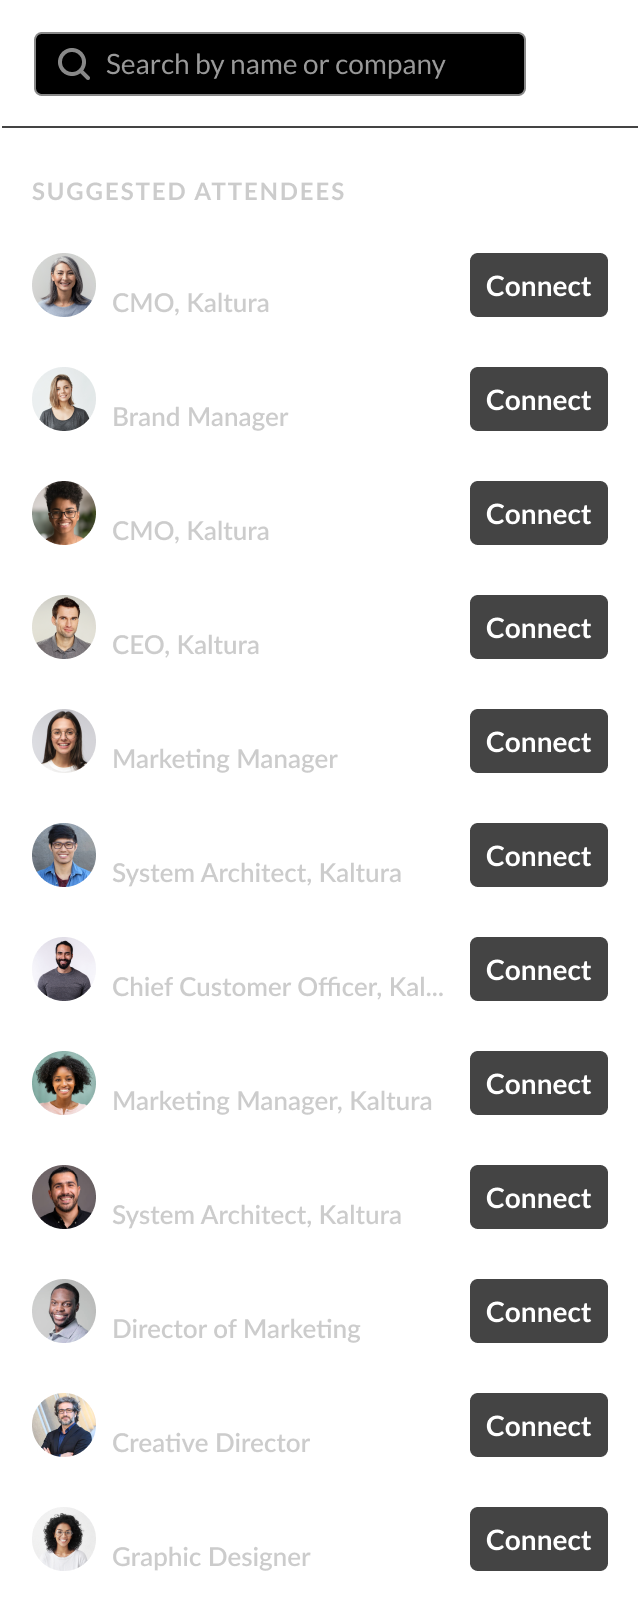 Search by name or company
SUGGESTED ATTENDEES
CMO, Kaltura
Connect
Brand Manager
Connect
CMO, Kaltura
Connect
CEO, Kaltura
Connect
Marketing Manager
Connect
System Architect, Kaltura
Connect
Chief Customer Officer, Kal...
Connect
Marketing Manager, Kaltura
Connect
System Architect, Kaltura
Connect
Director of Marketing
Connect
Creative Director
Connect
Graphic Designer
Connect